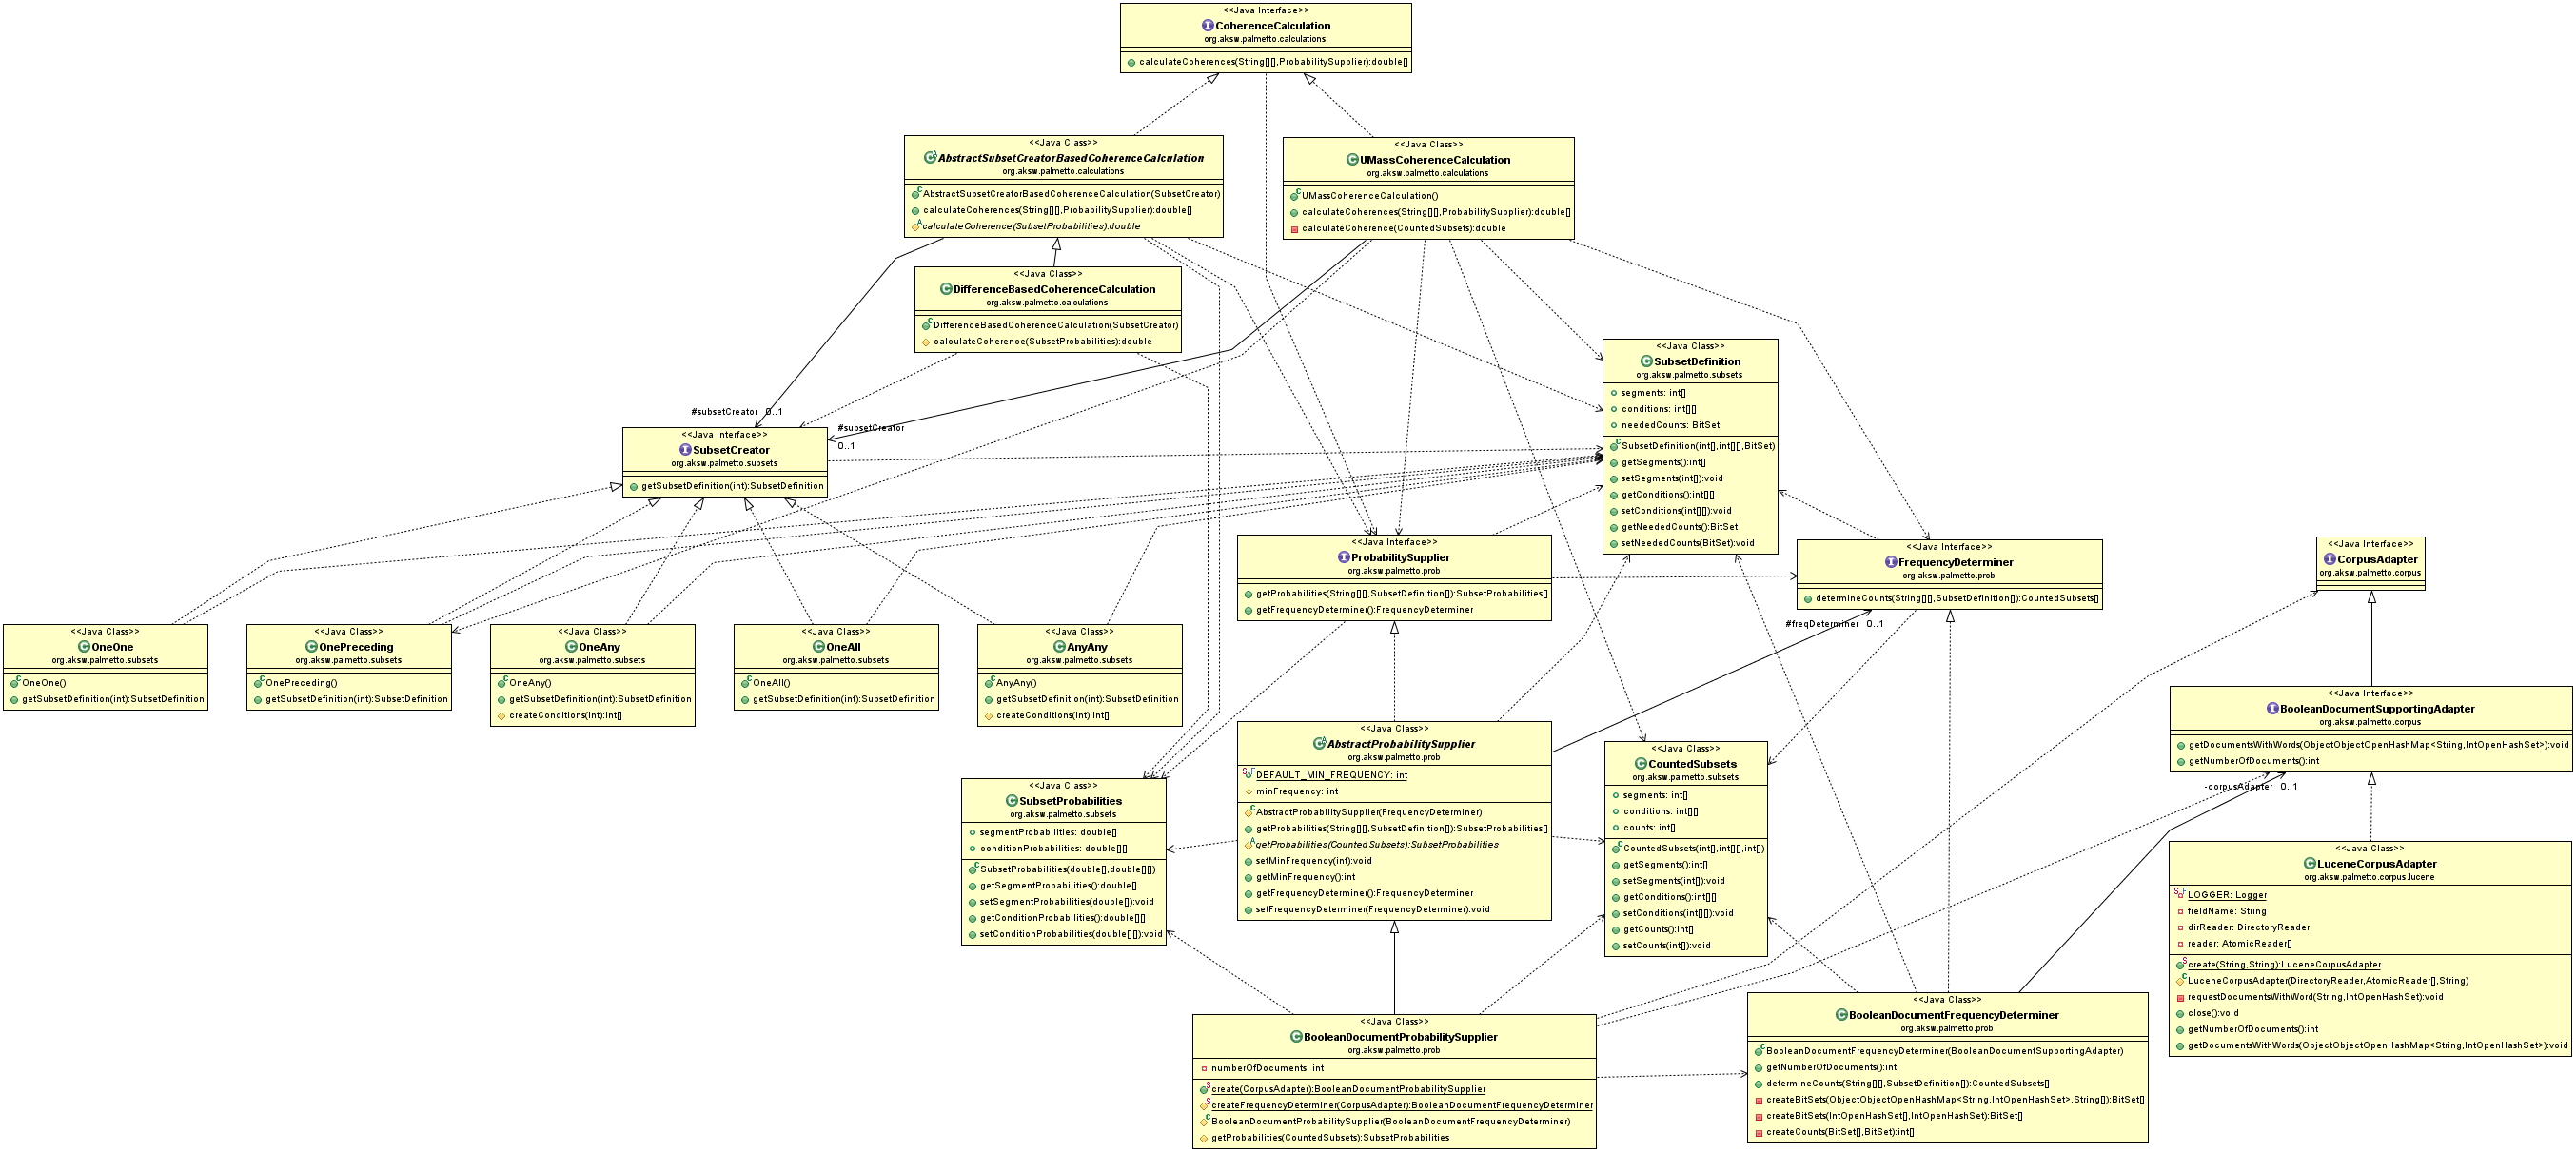 <<Java Interface>>
CoherenceCalculation
org.aksw.palmetto.calculations
calculateCoherences(String[][],ProbabilitySupplier):double[]
<<Java Class>>
AbstractSubsetCreatorBasedCoherenceCalculation
org.aksw.palmetto.calculations
AbstractSubsetCreatorBasedCoherenceCalculation(SubsetCreator)
calculateCoherences(String[][],ProbabilitySupplier):double[]
calculateCoherence(SubsetProbabilities):double
<<Java Class>>
UMassCoherenceCalculation
org.aksw.palmetto.calculations
UMassCoherenceCalculation()
calculateCoherences(String[][],ProbabilitySupplier):double[]
calculateCoherence(CountedSubsets):double
<<Java Class>>
DifferenceBasedCoherenceCalculation
org.aksw.palmetto.calculations
DifferenceBasedCoherenceCalculation(SubsetCreator)
calculateCoherence(SubsetProbabilities):double
<<Java Class>>
SubsetDefinition
org.aksw.palmetto.subsets
segments: int[]
conditions: int[][]
neededCounts: BitSet
SubsetDefinition(int[],int[][],BitSet)
getSegments():int[]
setSegments(int[]):void
getConditions():int[][]
setConditions(int[][]):void
getNeededCounts():BitSet
setNeededCounts(BitSet):void
#subsetCreator 0..1
#subsetCreator
0..1
<<Java Interface>>
SubsetCreator
org.aksw.palmetto.subsets
getSubsetDefinition(int):SubsetDefinition
<<Java Interface>>
ProbabilitySupplier
org.aksw.palmetto.prob
getProbabilities(String[][],SubsetDefinition[]):SubsetProbabilities[]
getFrequencyDeterminer():FrequencyDeterminer
<<Java Interface>>
FrequencyDeterminer
org.aksw.palmetto.prob
determineCounts(String[][],SubsetDefinition[]):CountedSubsets[]
#freqDeterminer 0..1
<<Java Interface>>
CorpusAdapter
org.aksw.palmetto.corpus
<<Java Class>>
OneOne
org.aksw.palmetto.subsets
OneOne()
getSubsetDefinition(int):SubsetDefinition
<<Java Class>>
OnePreceding
org.aksw.palmetto.subsets
OnePreceding()
getSubsetDefinition(int):SubsetDefinition
<<Java Class>>
OneAny
org.aksw.palmetto.subsets
OneAny()
getSubsetDefinition(int):SubsetDefinition
createConditions(int):int[]
<<Java Class>>
OneAll
org.aksw.palmetto.subsets
OneAll()
getSubsetDefinition(int):SubsetDefinition
<<Java Class>>
AnyAny
org.aksw.palmetto.subsets
AnyAny()
getSubsetDefinition(int):SubsetDefinition
createConditions(int):int[]
<<Java Interface>>
BooleanDocumentSupportingAdapter
org.aksw.palmetto.corpus
getDocumentsWithWords(ObjectObjectOpenHashMap<String,IntOpenHashSet>):void
getNumberOfDocuments():int
-corpusAdapter 0..1
<<Java Class>>
AbstractProbabilitySupplier
org.aksw.palmetto.prob
DEFAULT_MIN_FREQUENCY: int
minFrequency: int
AbstractProbabilitySupplier(FrequencyDeterminer)
getProbabilities(String[][],SubsetDefinition[]):SubsetProbabilities[]
getProbabilities(CountedSubsets):SubsetProbabilities
setMinFrequency(int):void
getMinFrequency():int
getFrequencyDeterminer():FrequencyDeterminer
setFrequencyDeterminer(FrequencyDeterminer):void
<<Java Class>>
CountedSubsets
org.aksw.palmetto.subsets
segments: int[]
conditions: int[][]
counts: int[]
CountedSubsets(int[],int[][],int[])
getSegments():int[]
setSegments(int[]):void
getConditions():int[][]
setConditions(int[][]):void
getCounts():int[]
setCounts(int[]):void
<<Java Class>>
SubsetProbabilities
org.aksw.palmetto.subsets
segmentProbabilities: double[]
conditionProbabilities: double[][]
SubsetProbabilities(double[],double[][])
getSegmentProbabilities():double[]
setSegmentProbabilities(double[]):void
getConditionProbabilities():double[][]
setConditionProbabilities(double[][]):void
<<Java Class>>
LuceneCorpusAdapter
org.aksw.palmetto.corpus.lucene
LOGGER: Logger
fieldName: String
dirReader: DirectoryReader
reader: AtomicReader[]
create(String,String):LuceneCorpusAdapter
LuceneCorpusAdapter(DirectoryReader,AtomicReader[],String)
requestDocumentsWithWord(String,IntOpenHashSet):void
close():void
getNumberOfDocuments():int
getDocumentsWithWords(ObjectObjectOpenHashMap<String,IntOpenHashSet>):void
<<Java Class>>
BooleanDocumentProbabilitySupplier
org.aksw.palmetto.prob
numberOfDocuments: int
create(CorpusAdapter):BooleanDocumentProbabilitySupplier
createFrequencyDeterminer(CorpusAdapter):BooleanDocumentFrequencyDeterminer
BooleanDocumentProbabilitySupplier(BooleanDocumentFrequencyDeterminer)
getProbabilities(CountedSubsets):SubsetProbabilities
<<Java Class>>
BooleanDocumentFrequencyDeterminer
org.aksw.palmetto.prob
BooleanDocumentFrequencyDeterminer(BooleanDocumentSupportingAdapter)
getNumberOfDocuments():int
determineCounts(String[][],SubsetDefinition[]):CountedSubsets[]
createBitSets(ObjectObjectOpenHashMap<String,IntOpenHashSet>,String[]):BitSet[]
createBitSets(IntOpenHashSet[],IntOpenHashSet):BitSet[]
createCounts(BitSet[],BitSet):int[]